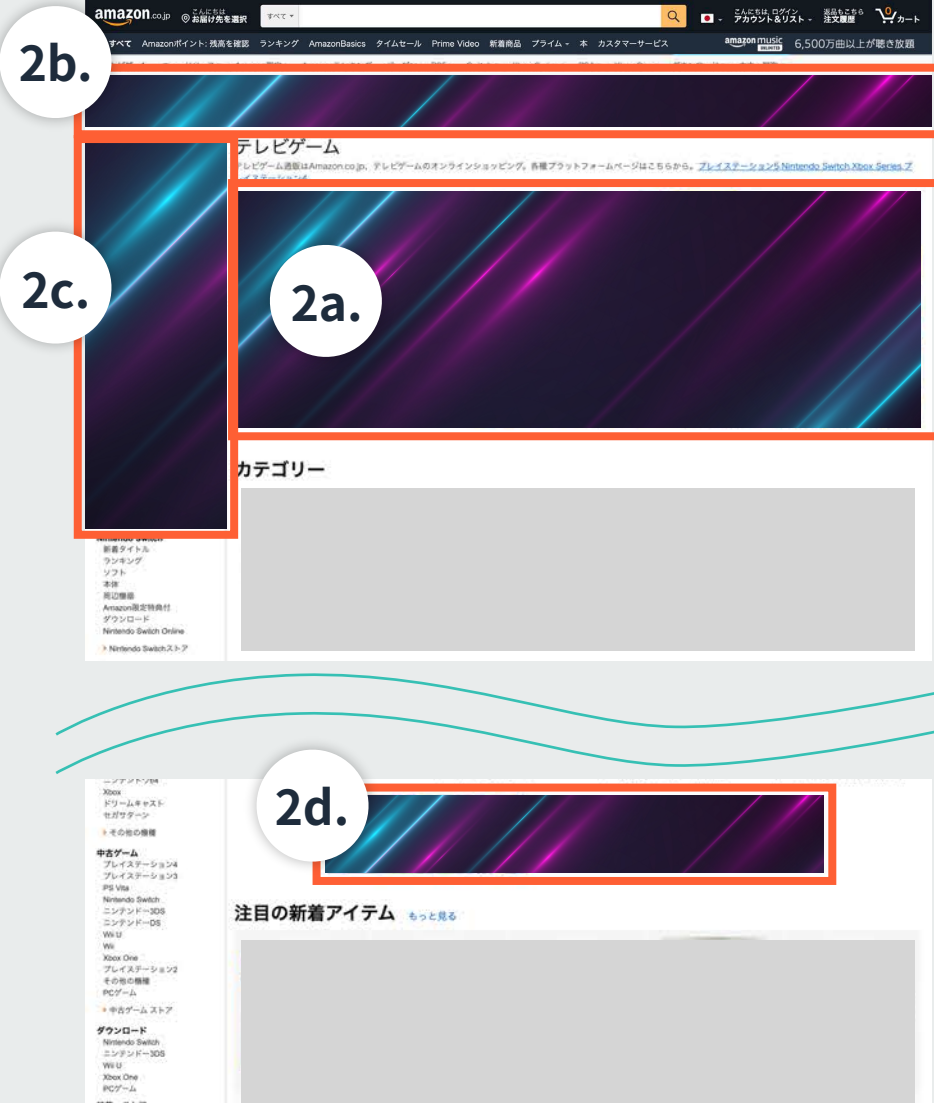 amazon.co.jp こんにちは お届け先を選択 すべて こんにちは, ログイン アカウント&リスト 返品もこちら 注文履歴 0 カート
すべて Amazonポイント: 残高を確認 ランキング AmazonBasics タイムセール Prime Video 新着商品 プライム 本 カスタマーサービス amazon music UNLIMITED 6,500万曲以上が聴き放題
2b.
テレビゲーム
テレビゲーム通販はAmazon.co.jp。テレビゲームのオンラインショッピング。各種プラットフォームページはこちらから。プレイステーション5,Nintendo Switch,Xbox Series,プ
レイステーション4
2c.
2a.
カテゴリー
Nintendo Switch
新着タイトル
ランキング
ソフト
本体
周辺機器
Amazon限定特典付
ダウンロード
Nintendo Switch Online
Nintendo Switchストア
ニンテンドウ64
Xbox
ドリームキャスト
セガサターン
その他の機種
2d.
中古ゲーム
プレイステーション4
プレイステーション3
PS Vita
Nintendo Switch
ニンテンドー3DS
ニンテンドーDS
Wii U
Wii
Xbox One
プレイステーション2
その他の機種
PCゲーム
中古ゲーム ストア
注目の新着アイテム もっと見る
ダウンロード
Nintendo Switch
ニンテンドー3DS
Wii U
Xbox One
PCゲーム